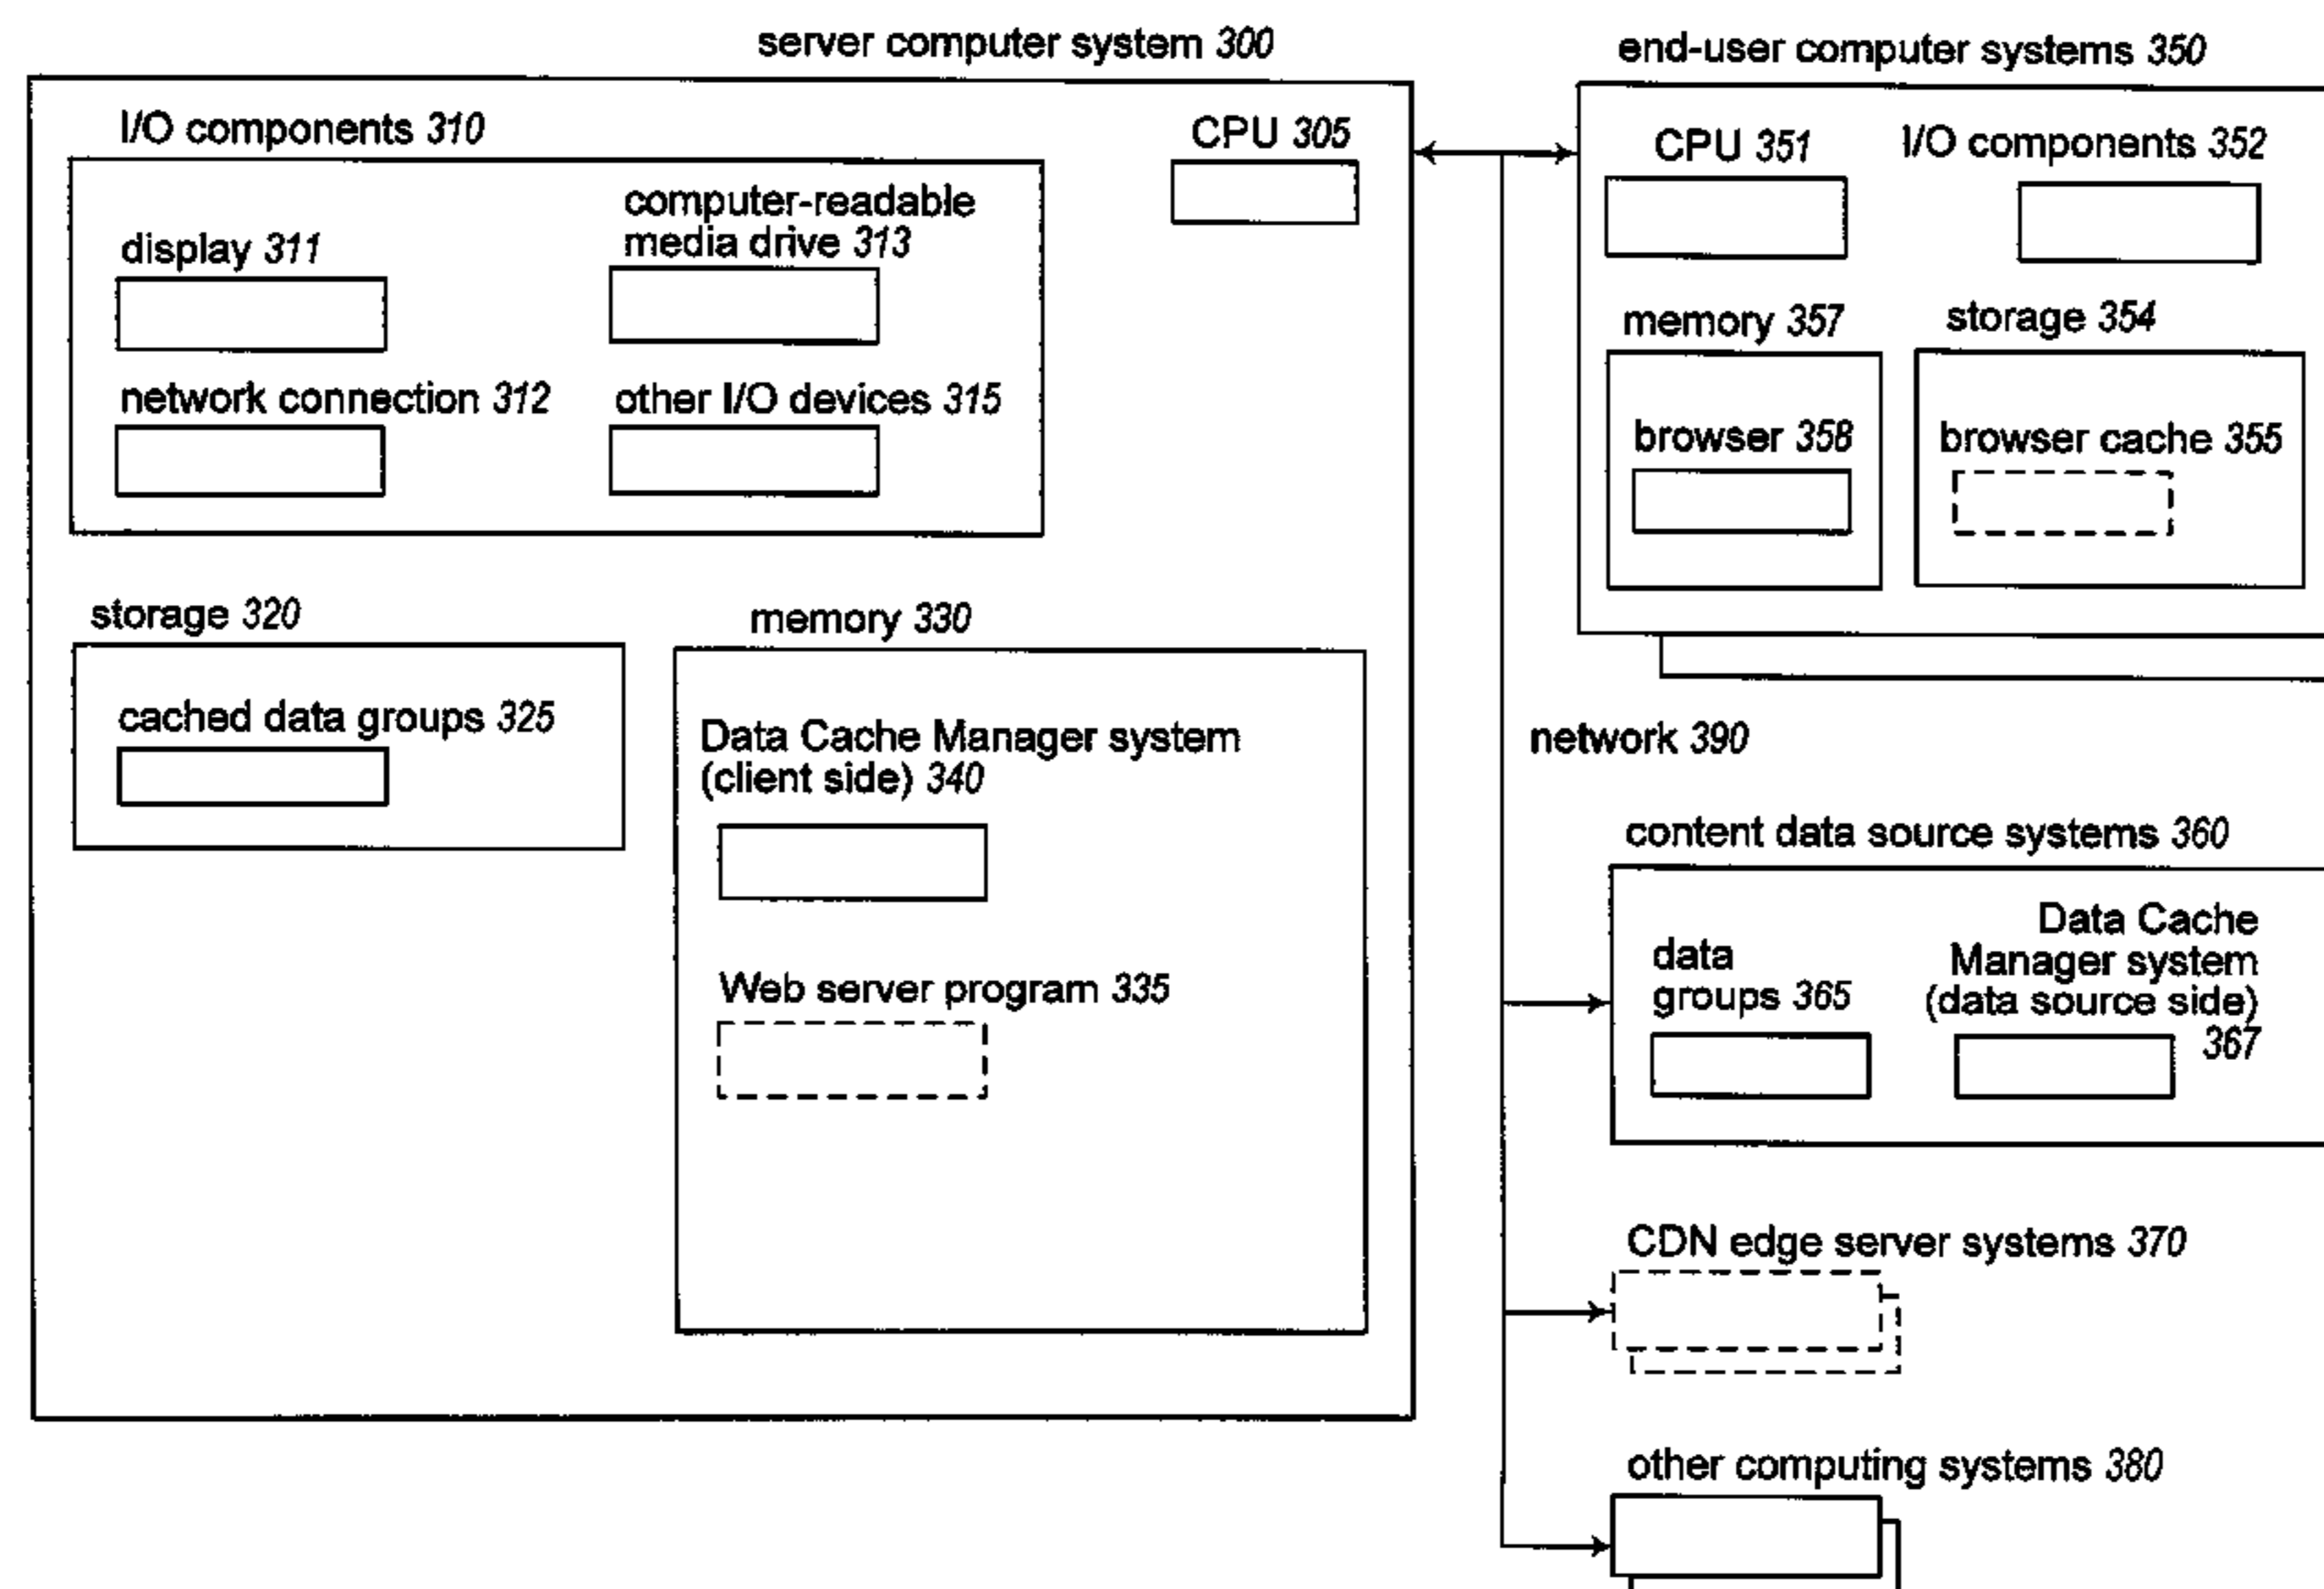 server computer system 300
I/O components 310
CPU 305
display 311
computer-readable
media drive 313
network connection 312
other I/O devices 315
storage 320
cached data groups 325
memory 330
Data Cache Manager system
(client side) 340
Web server program 335
end-user computer systems 350
CPU 351
I/O components 352
memory 357
storage 354
browser 358
browser cache 355
network 390
content data source systems 360
data
groups 365
Data Cache
Manager system
(data source side)
367
CDN edge server systems 370
other computing systems 380